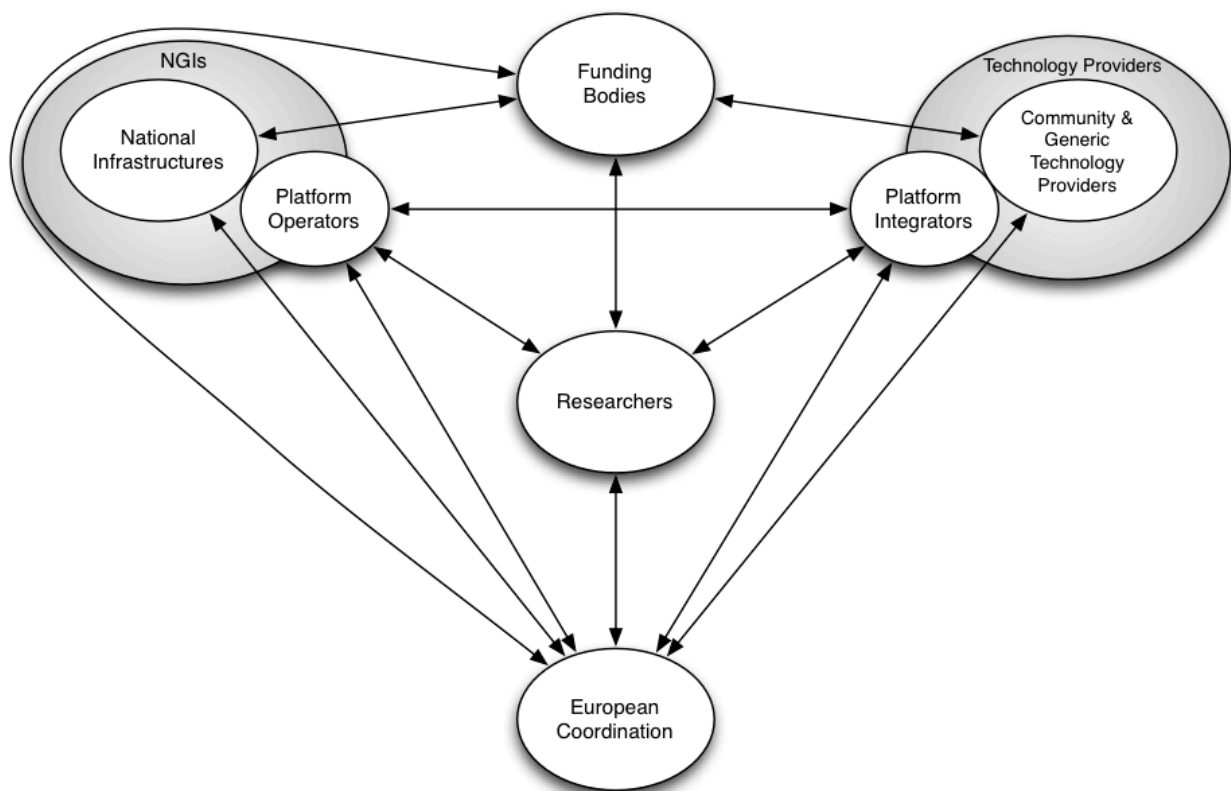 NGIs
Funding
Bodies
Technology Providers
National
Infrastructures
Community &
Generic
Technology
Providers
Platform
Operators
Platform
Integrators
Researchers
European
Coordination